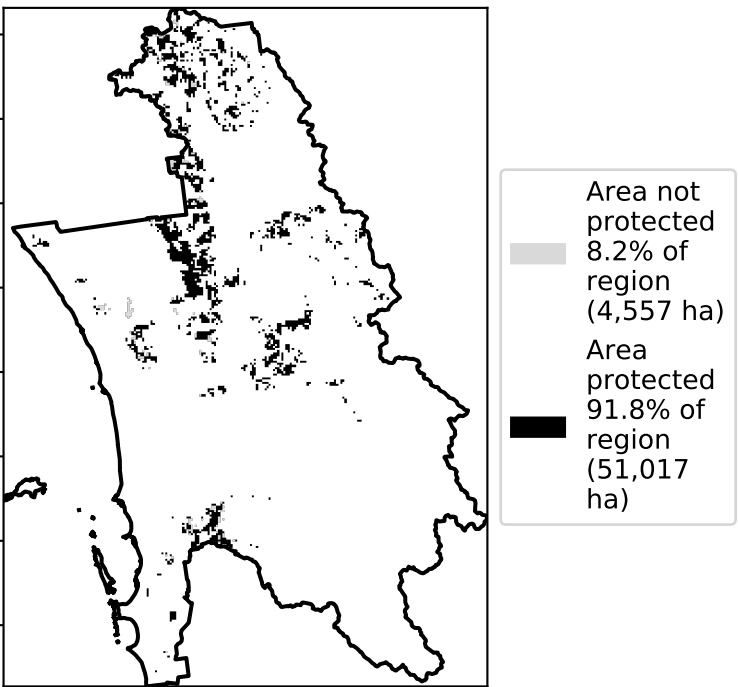 Area not
protected
8.2% of
region
(4,557 ha)
Area
protected
91.8% of
region
(51,017
ha)